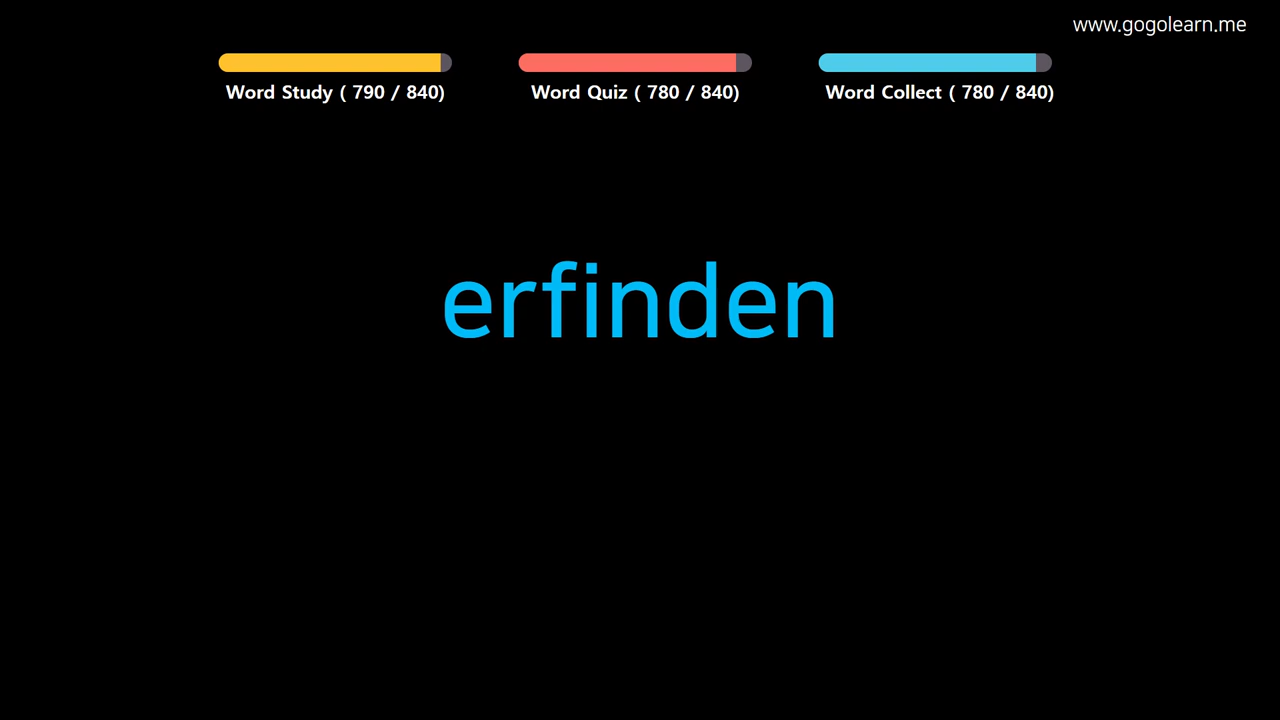 www.gogolearn.me
Word Study ( 790 / 840)
Word Quiz ( 780 / 840)
Word Collect ( 780 / 840)
erfinden